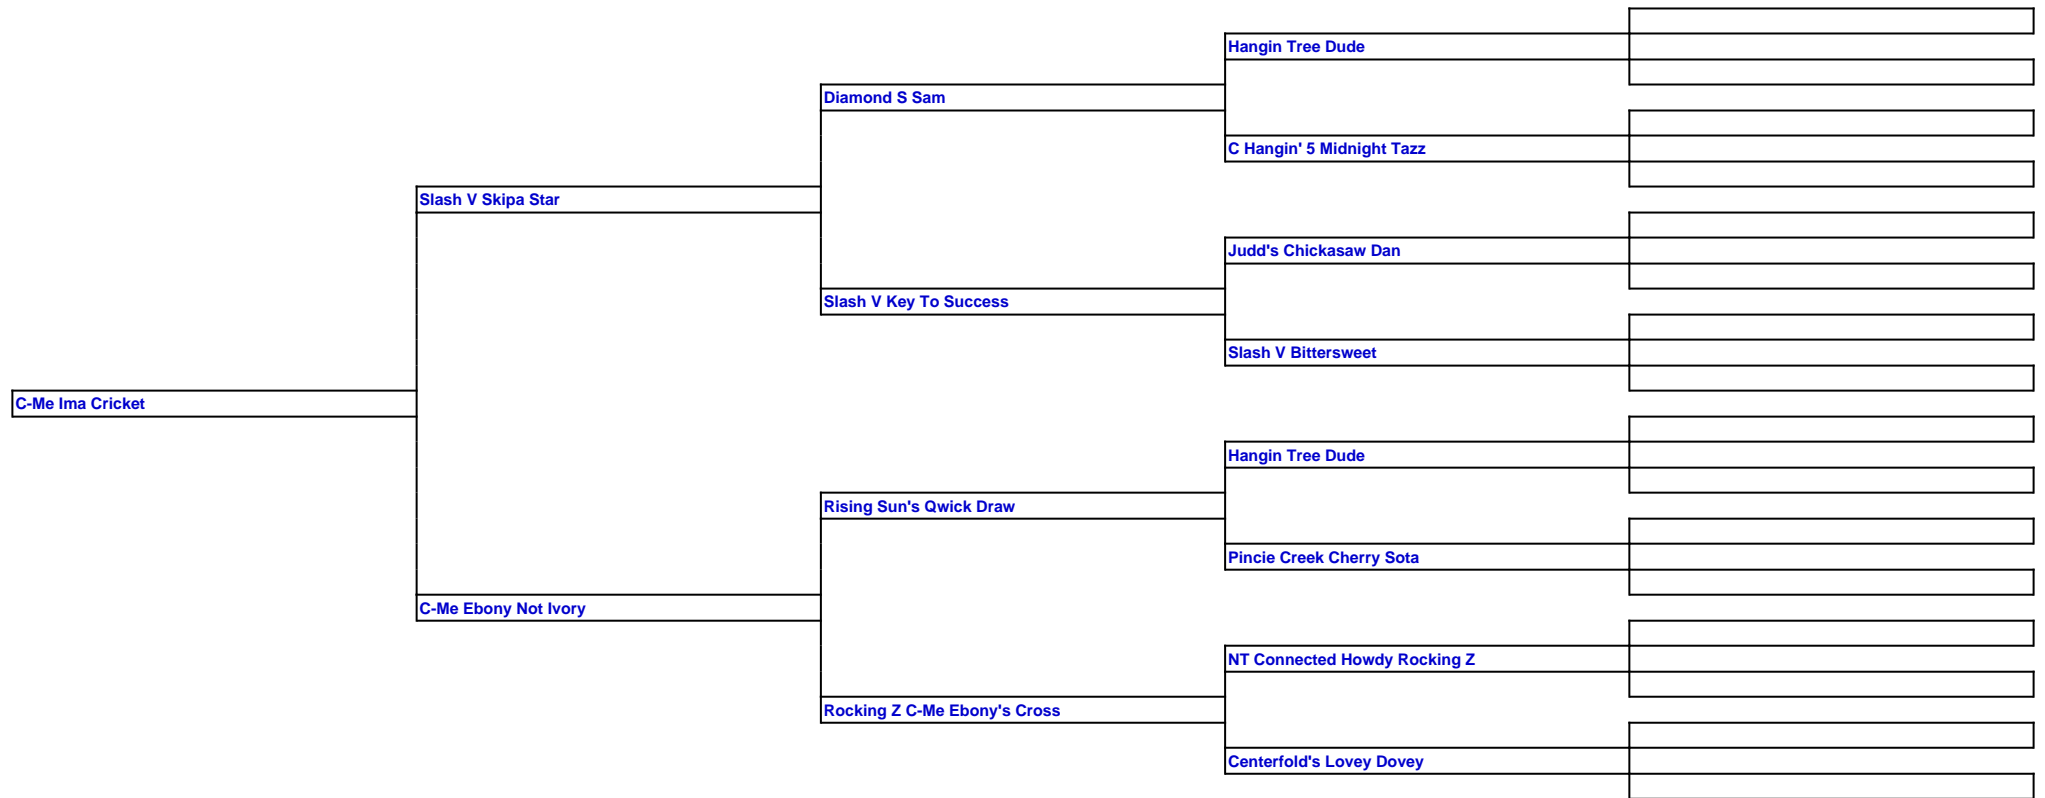 Hangin Tree Dude
Diamond S Sam
C Hangin' 5 Midnight Tazz
Slash V Skipa Star
Judd's Chickasaw Dan
Slash V Key To Success
Slash V Bittersweet
C-Me Ima Cricket
Hangin Tree Dude
Rising Sun's Qwick Draw
Pincie Creek Cherry Sota
C-Me Ebony Not Ivory
NT Connected Howdy Rocking Z
Rocking Z C-Me Ebony's Cross
Centerfold's Lovey Dovey